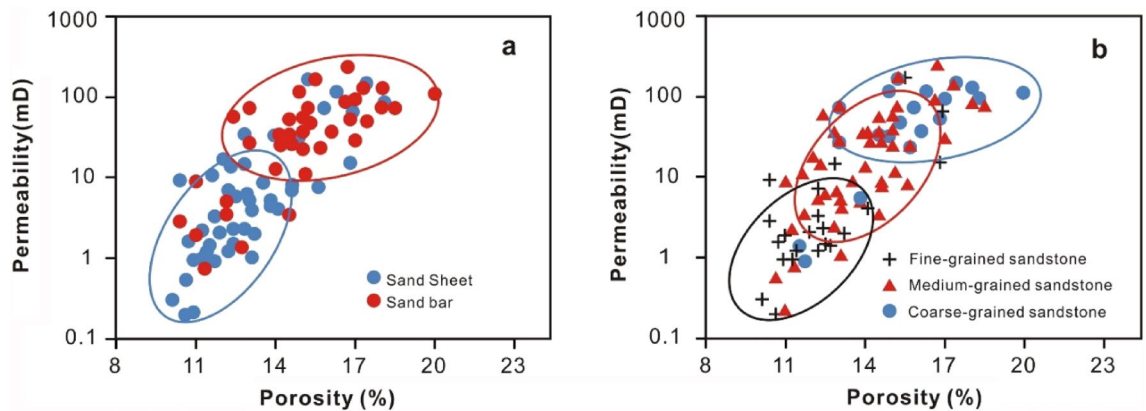 a
Permeability(mD)
1000
100
10
1
0.1
8 11 14 17 20 23
Porosity (%)
Sand Sheet
Sand bar
b
Permeability(mD)
1000
100
10
1
0.1
8 11 14 17 20 23
Porosity (%)
Fine-grained sandstone
Medium-grained sandstone
Coarse-grained sandstone